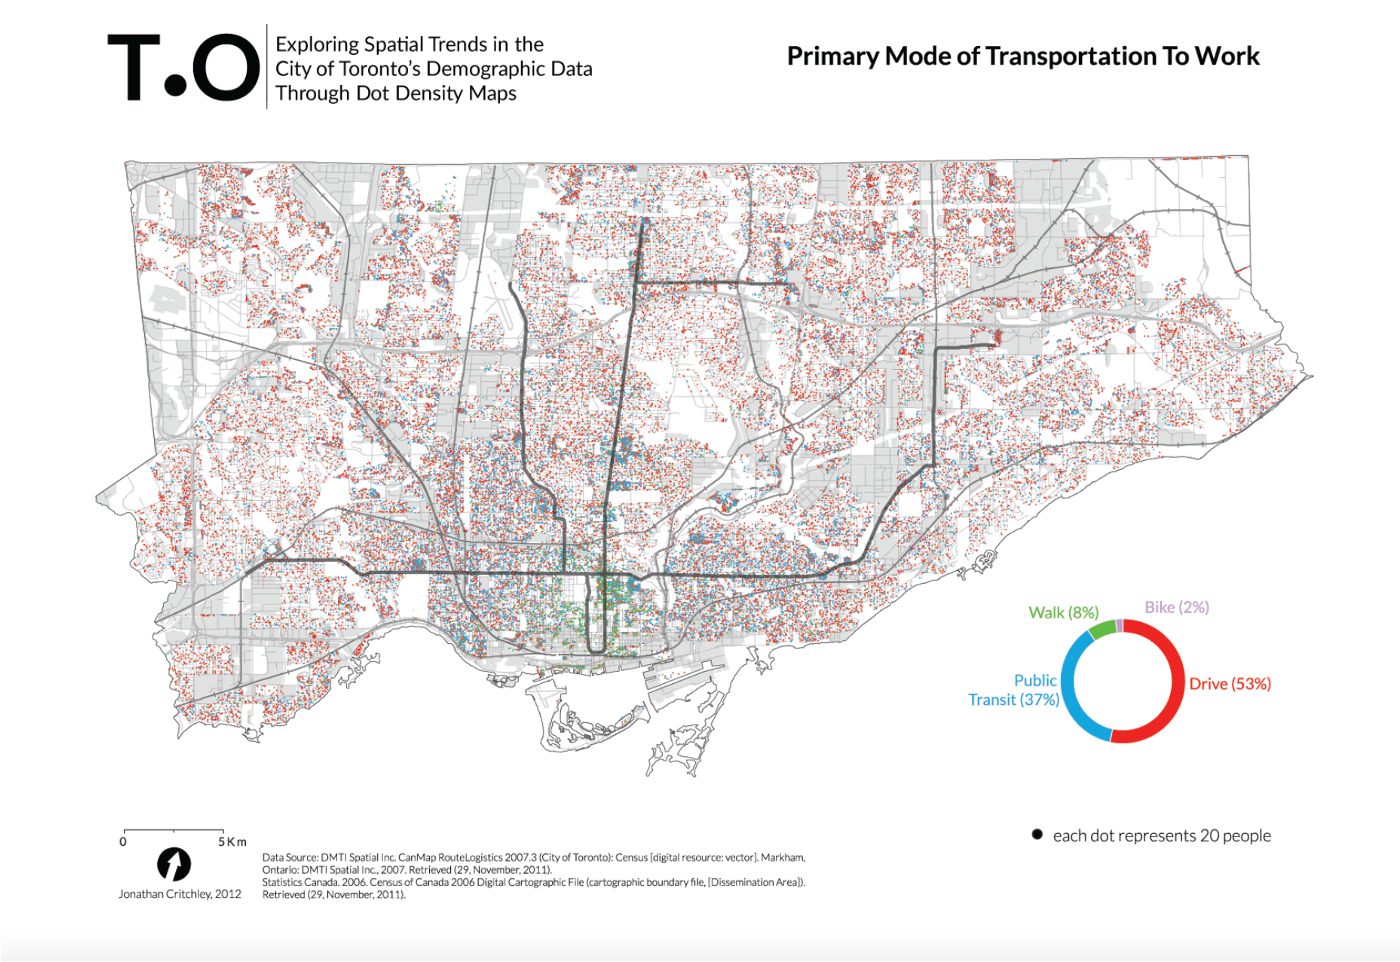 T.O
Exploring Spatial Trends in the
City of Toronto's Demographic Data
Through Dot Density Maps
Primary Mode of Transportation To Work
Walk (8%)
Bike (2%)
Public
Transit (37%)
Drive (53%)
each dot represents 20 people
0 5 Km
Jonathan Critchley, 2012
Data Source: DMTI Spatial Inc. CanMap RouteLogistics 2007.3 (City of Toronto): Census [digital resource: vector]. Markham,
Ontario: DMTI Spatial Inc., 2007. Retrieved (29, November, 2011).
Statistics Canada. 2006. Census of Canada 2006 Digital Cartographic File (cartographic boundary file, [Dissemination Area]).
Retrieved (29, November, 2011).